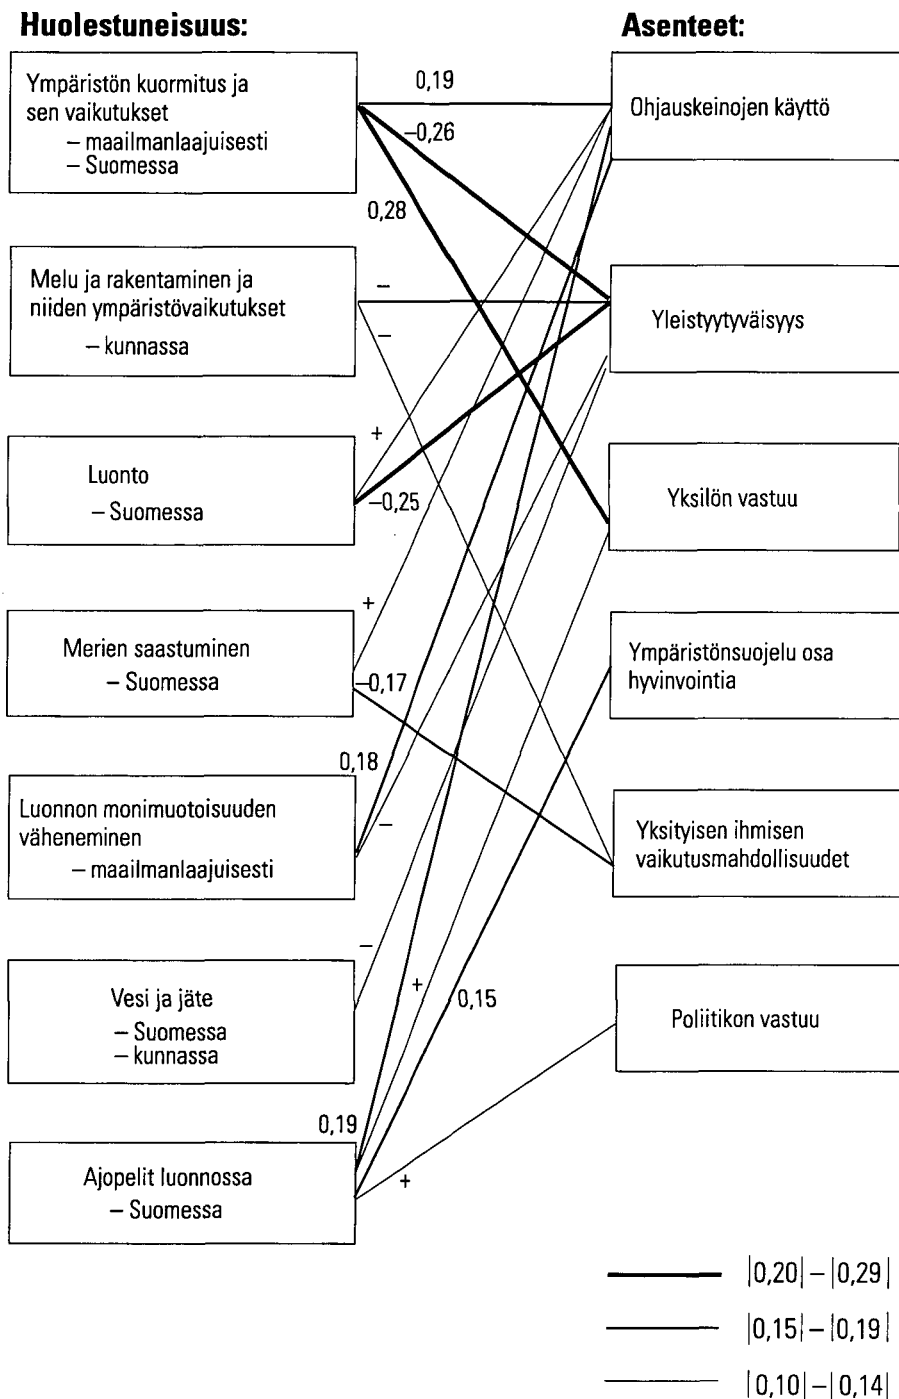 Huolestuneisuus:
Asenteet:
Ympäristön kuormitus ja
sen vaikutukset
– maailmanlaajuisesti
– Suomessa
0,19
–0,26
0,28
Ohjauskeinojen käyttö
Melu ja rakentaminen ja
niiden ympäristövaikutukset
– kunnassa
–
–
Yleistyytyväisyys
Luonto
– Suomessa
+
–0,25
Yksilön vastuu
Merien saastuminen
– Suomessa
+
–0,17
Ympäristönsuojelu osa
hyvinvointia
0,18
Luonnon monimuotoisuuden
väheneminen
– maailmanlaajuisesti
–
Yksityisen ihmisen
vaikutusmahdollisuudet
Vesi ja jäte
– Suomessa
– kunnassa
–
+
0,15
Poliitikon vastuu
0,19
Ajopelit luonnossa
– Suomessa
+
|0,20| – |0,29|
|0,15| – |0,19|
|0,10| – |0,14|